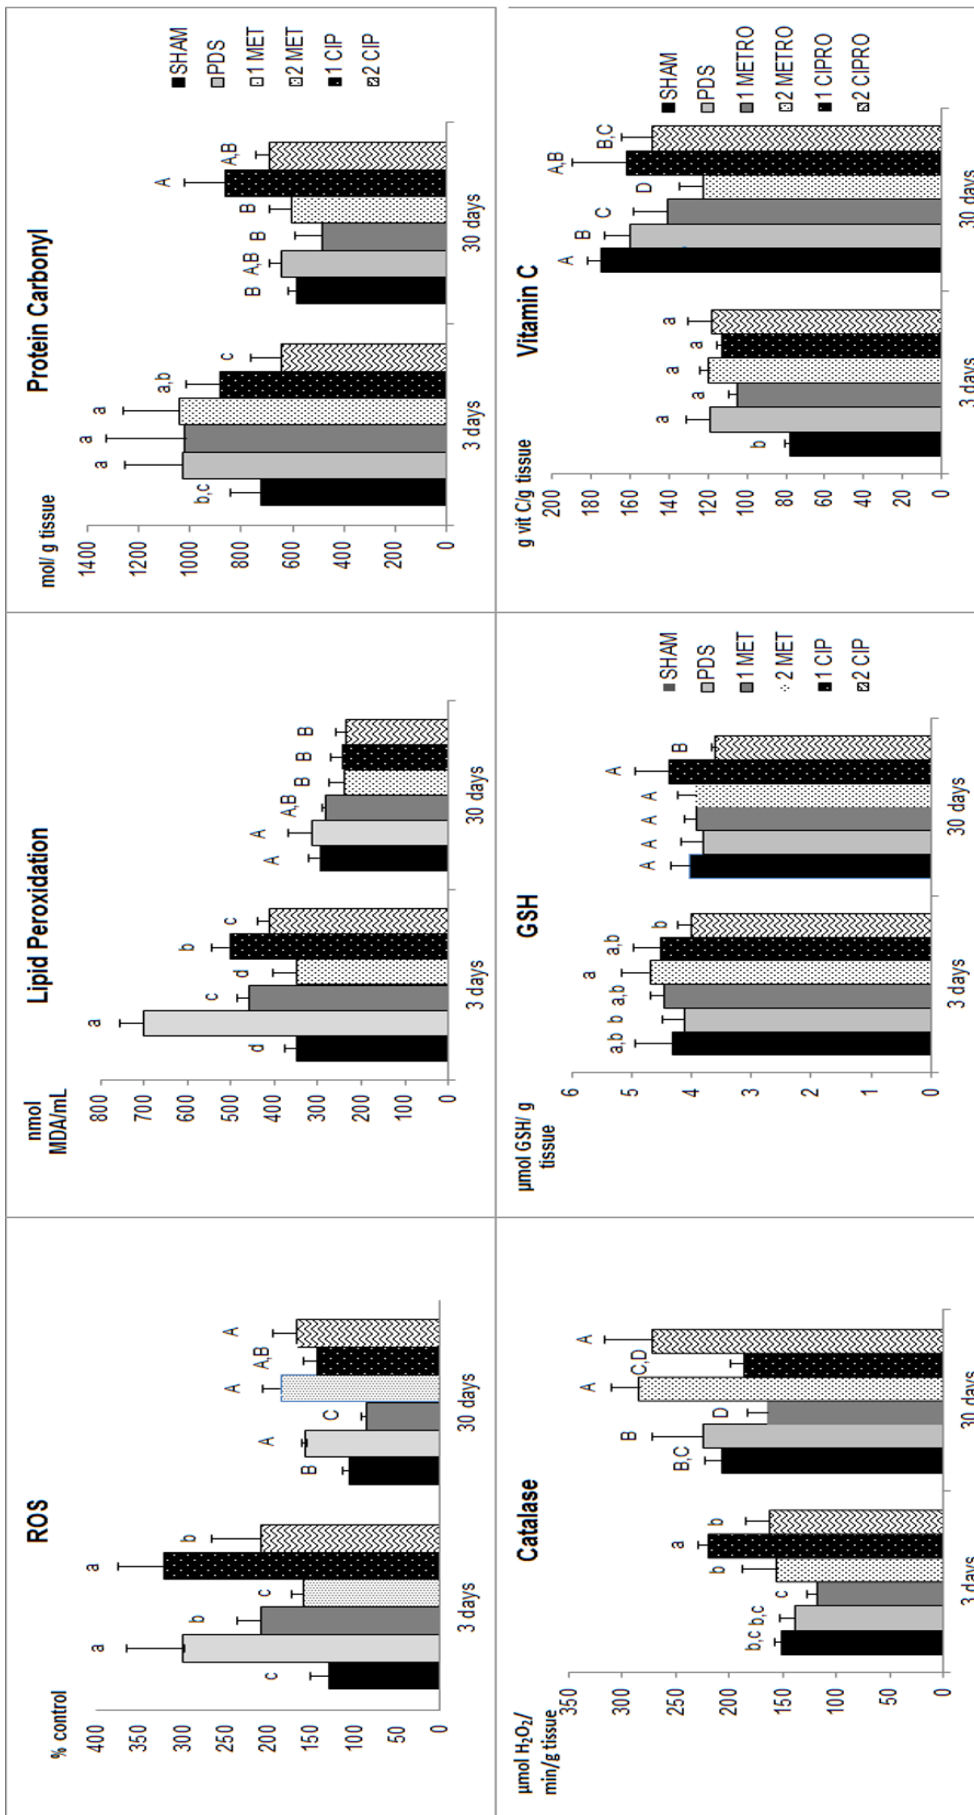 ROS
% control
400
350
300
250
200
150
100
50
0
c
a
b
c
a
b
B
A
C
A
A,B
A
3 days
30 days
Lipid Peroxidation
nmol
MDA/mL
800
700
600
500
400
300
200
100
0
d
a
c
d
b
c
A
A
A,B
B
B
B
3 days
30 days
Protein Carbonyl
mol/ g tissue
1400
1200
1000
800
600
400
200
0
b,c
a
a
a
a,b
c
B
A,B
B
B
A
A,B
3 days
30 days
SHAM
PDS
1 MET
2 MET
1 CIP
2 CIP
Catalase
µmol H₂O₂/
min/g tissue
350
300
250
200
150
100
50
0
b,c
b,c
c
b
a
b
B,C
B
D
A
C,D
A
3 days
30 days
GSH
µmol GSH/ g
tissue
6
5
4
3
2
1
0
a,b
b
a,b
a
a,b
b
A
A
A
A
A
B
3 days
30 days
SHAM
PDS
1 MET
2 MET
1 CIP
2 CIP
Vitamin C
g vit C/g tissue
200
180
160
140
120
100
80
60
40
20
0
b
a
a
a
a
a
A
B
C
D
A,B
B,C
3 days
30 days
SHAM
PDS
1 METRO
2 METRO
1 CIPRO
2 CIPRO